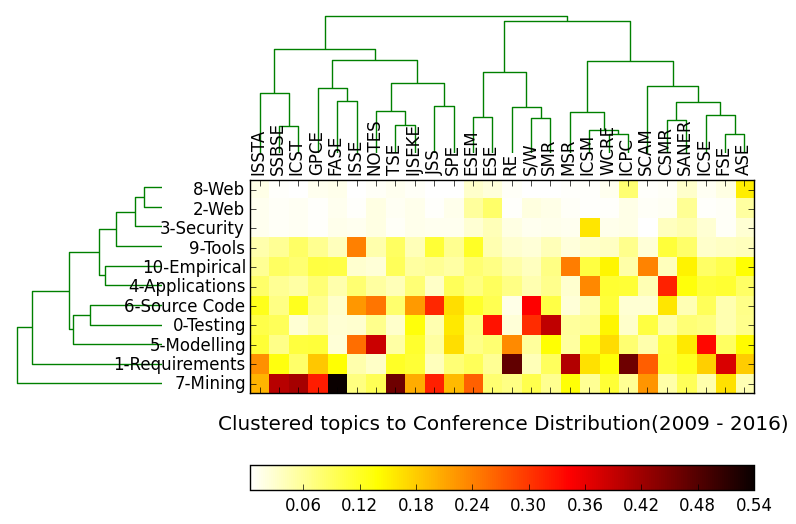 ISSTA SSBSE ICST GPCE FASE ISSE NOTES TSE IJSEKE JSS SPE ESEM ESE RE S/W SMR MSR ICSM WCRE ICPC SCAM CSMR SANER ICSE FSE ASE
8-Web
2-Web
3-Security
9-Tools
10-Empirical
4-Applications
6-Source Code
0-Testing
5-Modelling
1-Requirements
7-Mining
Clustered topics to Conference Distribution(2009 - 2016)
0.06 0.12 0.18 0.24 0.30 0.36 0.42 0.48 0.54